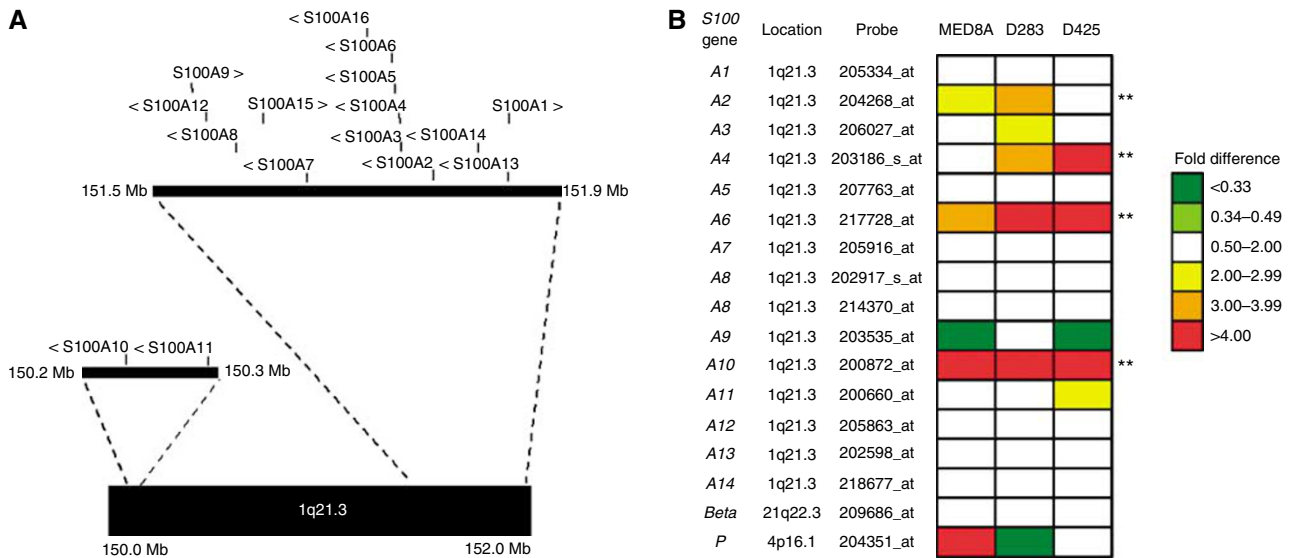 A
< S100A16
< S100A6
S100A9 >
< S100A5
< S100A12
S100A15 >
< S100A4
S100A1 >
< S100A8
< S100A3
< S100A14
< S100A7
< S100A2
< S100A13
151.5 Mb
151.9 Mb
< S100A10
< S100A11
150.2 Mb
150.3 Mb
1q21.3
150.0 Mb
152.0 Mb
B
S100 gene Location Probe MED8A D283 D425
A1 1q21.3 205334_at
A2 1q21.3 204268_at **
A3 1q21.3 206027_at
A4 1q21.3 203186_s_at **
A5 1q21.3 207763_at
A6 1q21.3 217728_at **
A7 1q21.3 205916_at
A8 1q21.3 202917_s_at
A8 1q21.3 214370_at
A9 1q21.3 203535_at
A10 1q21.3 200872_at **
A11 1q21.3 200660_at
A12 1q21.3 205863_at
A13 1q21.3 202598_at
A14 1q21.3 218677_at
Beta 21q22.3 209686_at
P 4p16.1 204351_at
Fold difference
<0.33
0.34–0.49
0.50–2.00
2.00–2.99
3.00–3.99
>4.00